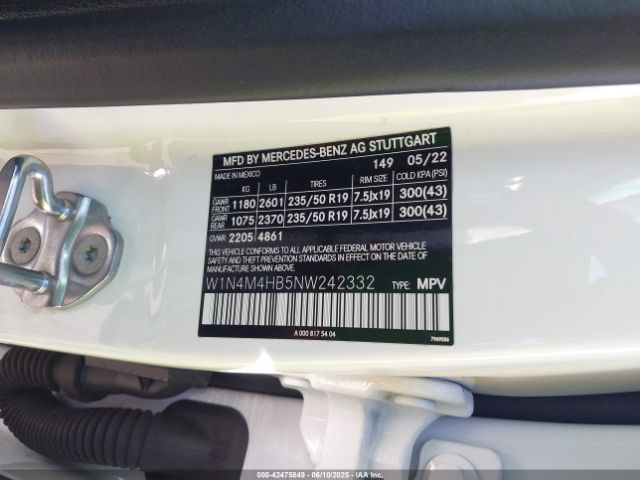 MFD BY MERCEDES-BENZ AG STUTTGART
MADE IN MEXICO 149 05/22
KG LB TIRES RIM SIZE COLD KPA (PSI)
GAWR FRONT 1180 2601 235/50 R19 7.5Jx19 300(43)
GAWR REAR 1075 2370 235/50 R19 7.5Jx19 300(43)
GVWR 2205 4861
THIS VEHICLE CONFORMS TO ALL APPLICABLE FEDERAL MOTOR VEHICLE
SAFETY AND THEFT PREVENTION STANDARDS IN EFFECT ON THE
DATE OF MANUFACTURE SHOWN ABOVE.
W1N4M4HB5NW242332 TYPE: MPV
A 000 817 54 04 7969586
000-42475849 - 06/10/2025 - IAAI.com